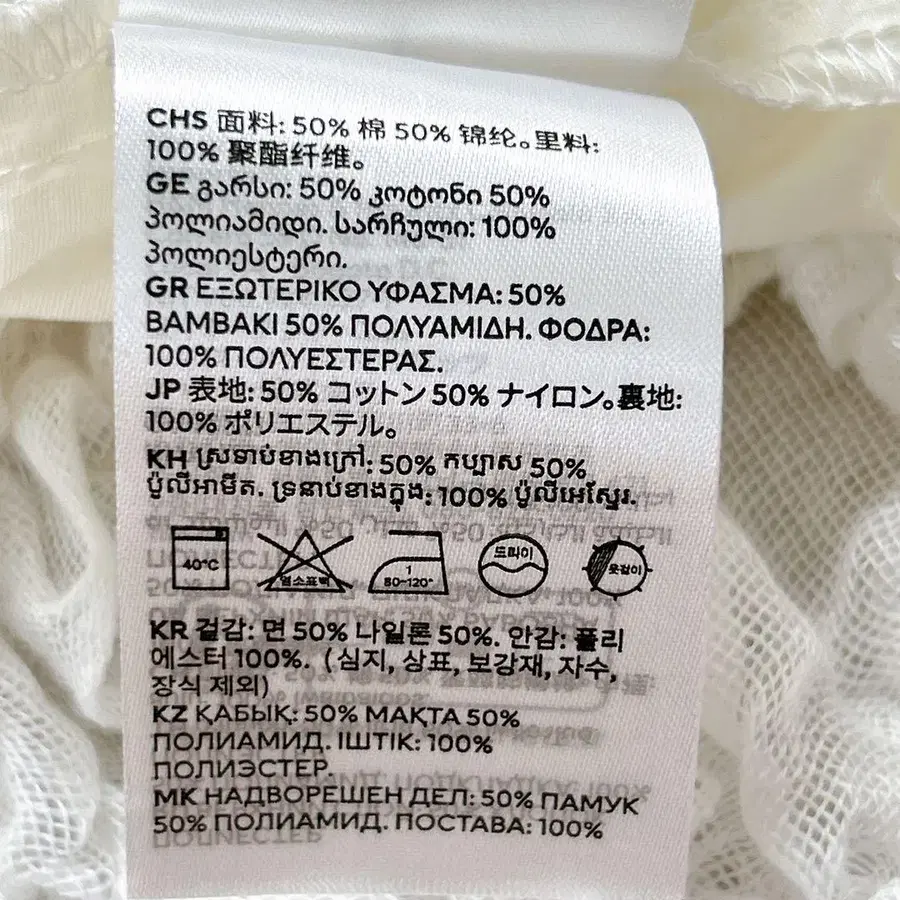 CHS 面料: 50% 棉 50% 锦纶。里料:
100% 聚酯纤维。
GE გარსი: 50% კოტონი 50%
პოლიამიდი. სარჩული: 100%
პოლიესტერი.
GR ΕΞΩΤΕΡΙΚΟ ΥΦΑΣΜΑ: 50%
ΒΑΜΒΑΚΙ 50% ΠΟΛΥΑΜΙΔΗ. ΦΟΔΡΑ:
100% ΠΟΛΥΕΣΤΕΡΑΣ.
JP 表地: 50% コットン 50% ナイロン。裏地:
100% ポリエステル。
KH ស្រទាប់ខាងក្រៅ: 50% កប្បាស 50%
ប៉ូលីអាមីត. ទ្រនាប់ខាងក្នុង: 100% ប៉ូលីអេស្ទែរ.
40°C 염소표백 1 80-120° 드라이 옷걸이
KR 겉감: 면 50% 나일론 50%. 안감: 폴리
에스터 100%. (심지, 상표, 보강재, 자수,
장식 제외)
KZ ҚАБЫҚ: 50% МАҚТА 50%
ПОЛИАМИД. ІШТІК: 100%
ПОЛИЭСТЕР.
MK НАДВОРЕШЕН ДЕЛ: 50% ПАМУК
50% ПОЛИАМИД. ПОСТАВА: 100%